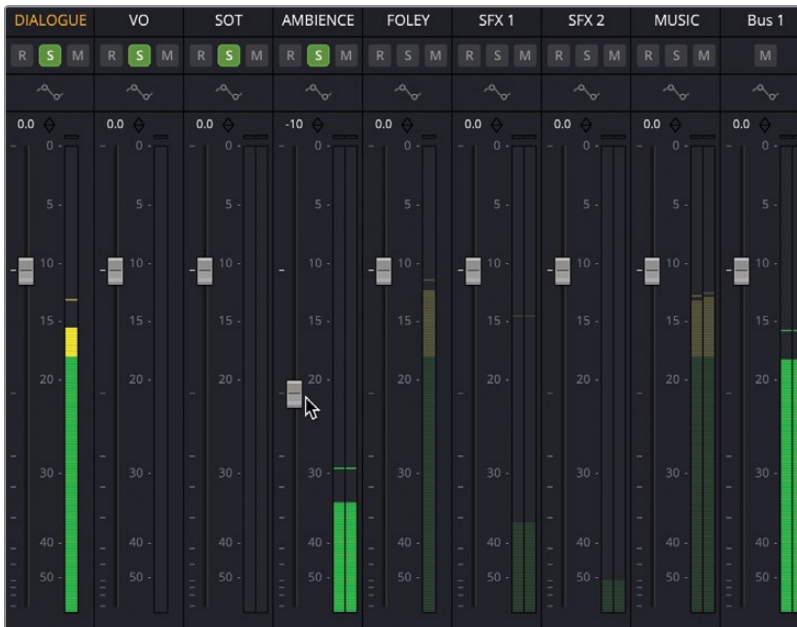 DIALOGUE VO SOT AMBIENCE FOLEY SFX 1 SFX 2 MUSIC Bus 1
R S M R S M R S M R S M R S M R S M R S M R S M M
0.0 0.0 0.0 -10 0.0 0.0 0.0 0.0 0.0
0 0 0 0 0 0 0 0 0
5 5 5 5 5 5 5 5 5
10 10 10 10 10 10 10 10 10
15 15 15 15 15 15 15 15 15
20 20 20 20 20 20 20 20 20
30 30 30 30 30 30 30 30 30
40 40 40 40 40 40 40 40 40
50 50 50 50 50 50 50 50 50